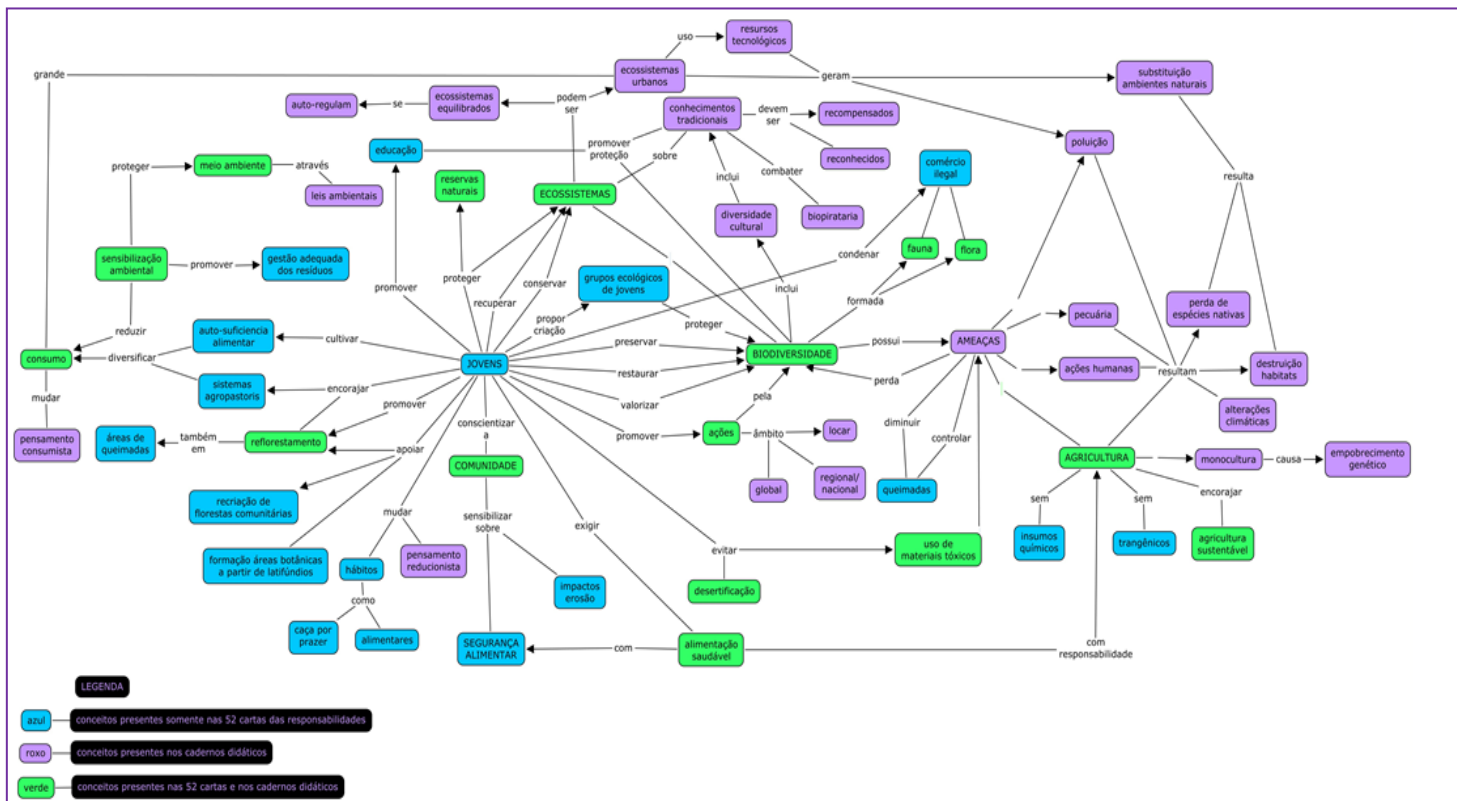 resursos
tecnológicos
uso
ecossistemas
urbanos
grande
geram
substituição
ambientes naturais
auto-regulam
se
ecossistemas
equilibrados
podem
ser
conhecimentos
tradicionais
devem
ser
recompensados
reconhecidos
poluição
educação
promover
proteção
sobre
combater
comércio
ilegal
proteger
meio ambiente
através
leis ambientais
reservas
naturais
ECOSSISTEMAS
inclui
resulta
diversidade
cultural
biopirataria
fauna
flora
sensibilização
ambiental
promover
gestão adequada
dos resíduos
promover
proteger
recuperar
conservar
grupos ecológicos
de jovens
condenar
inclui
formada
propor
criação
proteger
pecuária
perda de
espécies nativas
reduzir
auto-suficiencia
alimentar
cultivar
consumo
diversificar
JOVENS
preservar
BIODIVERSIDADE
possui
AMEAÇAS
restaurar
perda
ações humanas
resultam
destruição
habitats
sistemas
agropastoris
encorajar
mudar
promover
valorizar
pela
alterações
climáticas
pensamento
consumista
áreas de
queimadas
também
em
reflorestamento
conscientizar
a
promover
ações
âmbito
locar
diminuir
controlar
apoiar
COMUNIDADE
global
regional/
nacional
queimadas
AGRICULTURA
monocultura
causa
empobrecimento
genético
recriação de
florestas comunitárias
mudar
sensibilizar
sobre
exigir
sem
sem
encorajar
formação áreas botânicas
a partir de latifúndios
hábitos
pensamento
reducionista
evitar
uso de
materiais tóxicos
insumos
químicos
trangênicos
agricultura
sustentável
impactos
erosão
desertificação
como
caça por
prazer
alimentares
SEGURANÇA
ALIMENTAR
com
alimentação
saudável
com
responsabilidade
LEGENDA
azul conceitos presentes somente nas 52 cartas das responsabilidades
roxo conceitos presentes nos cadernos didáticos
verde conceitos presentes nas 52 cartas e nos cadernos didáticos